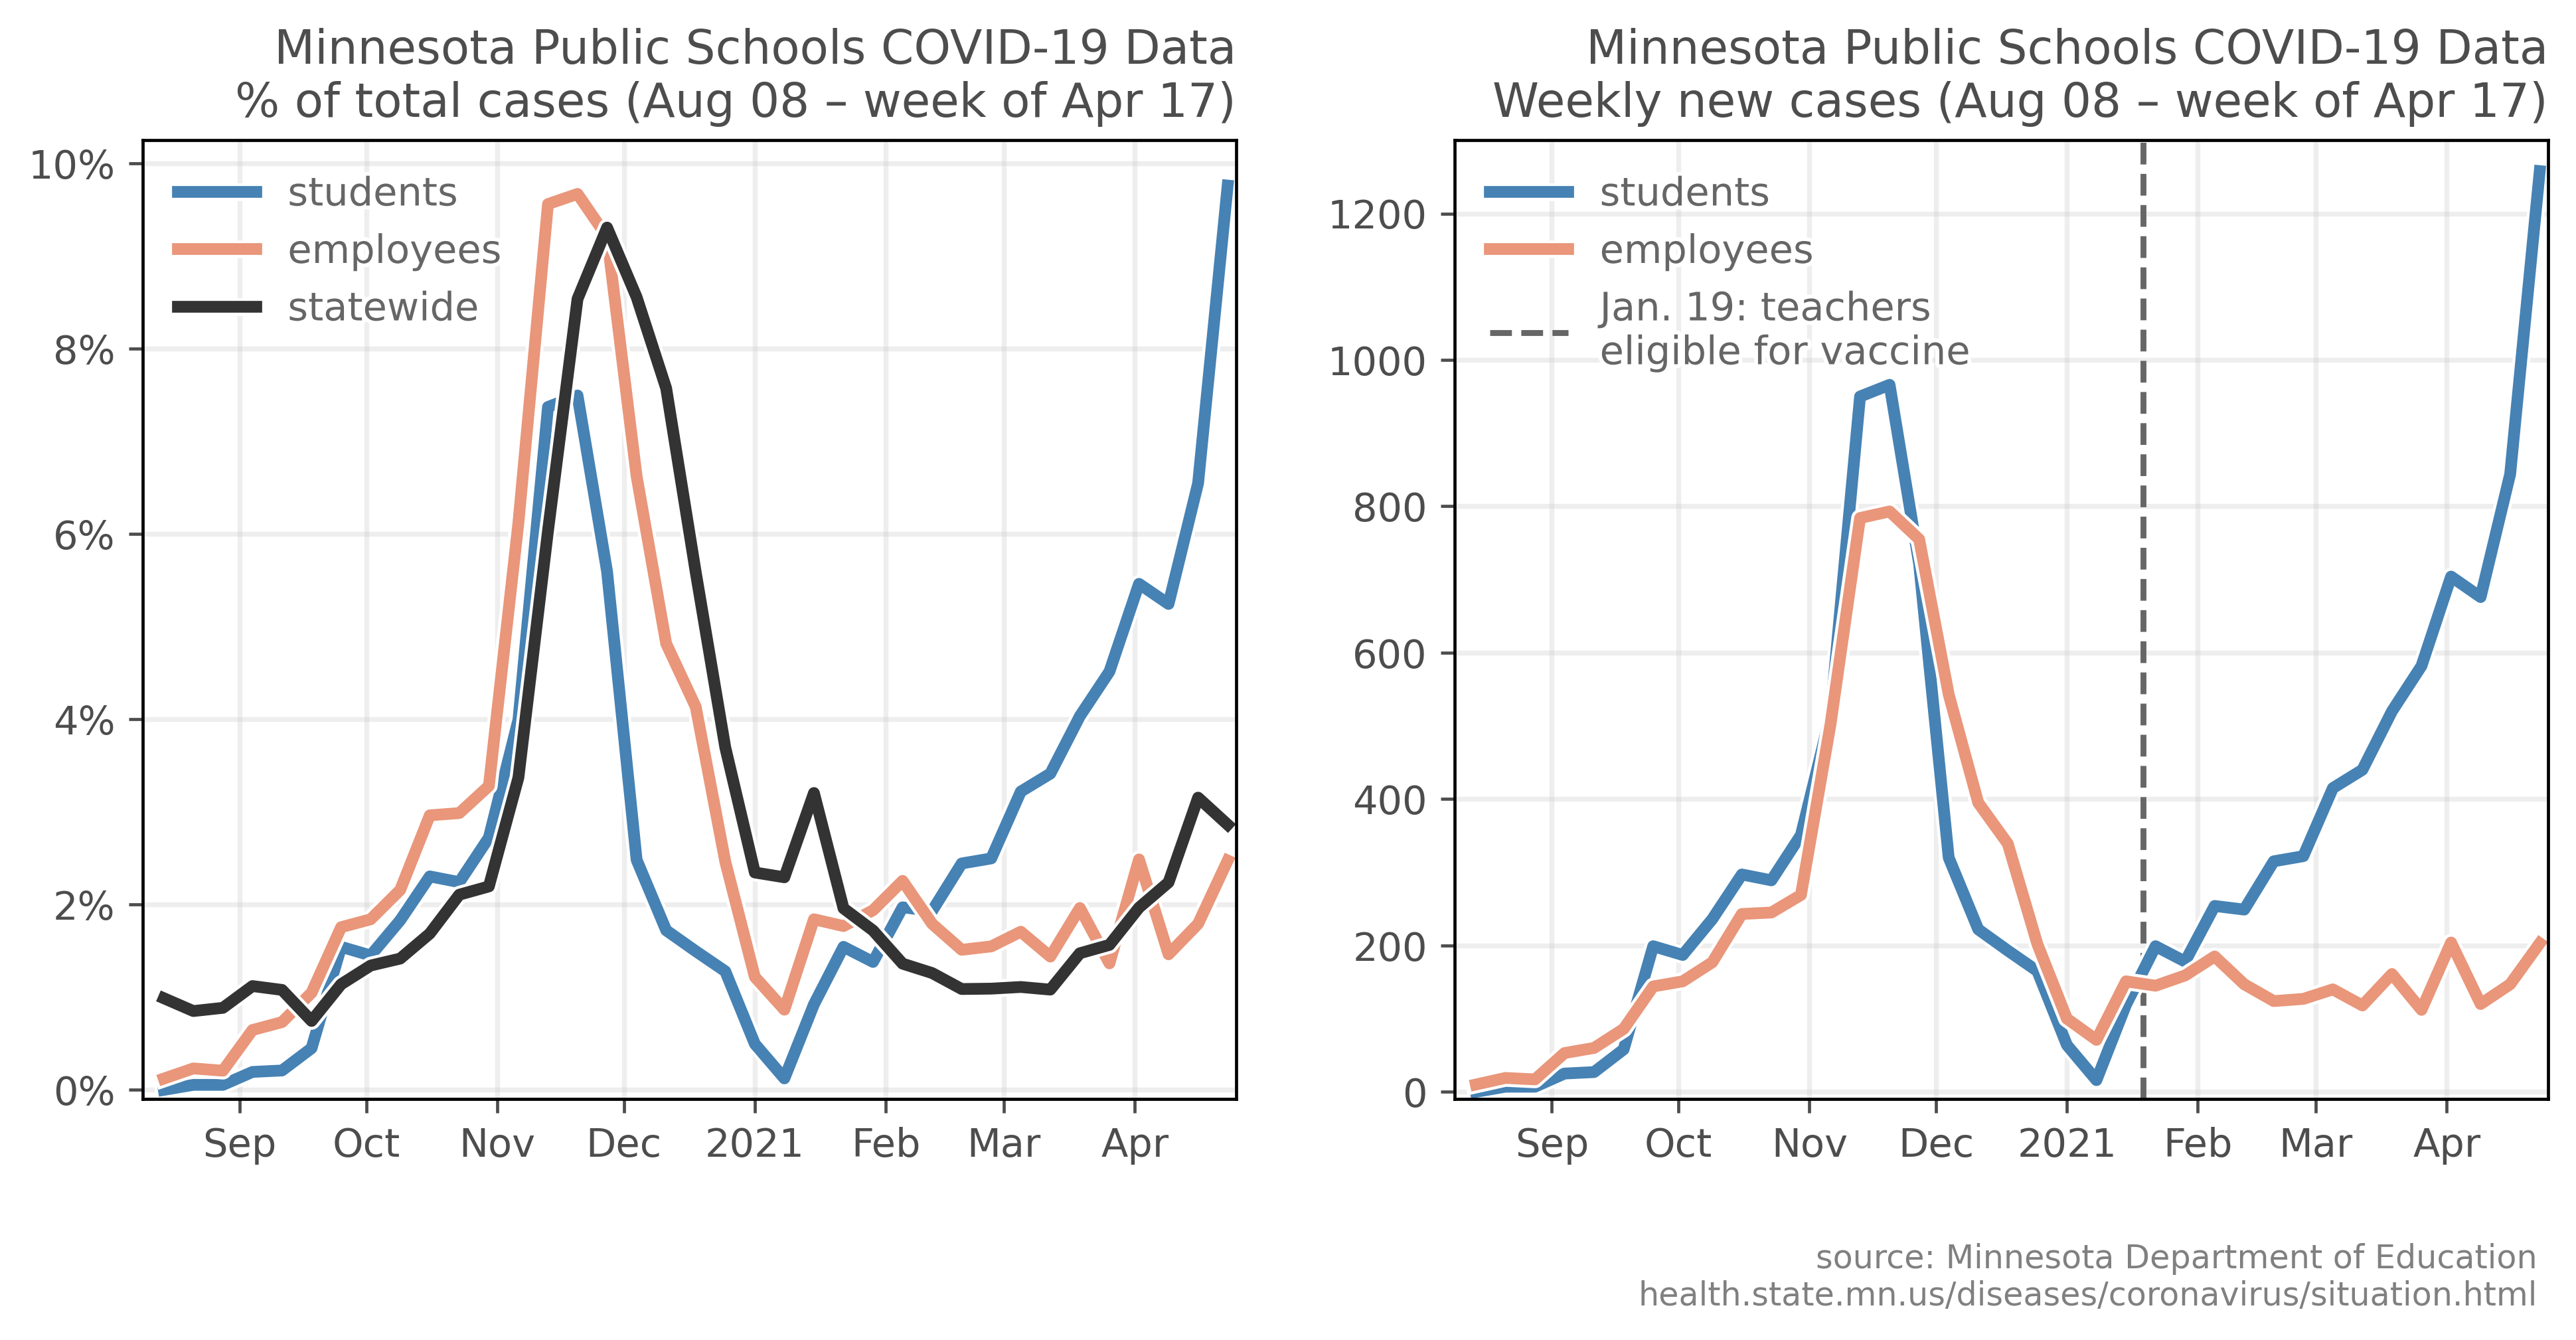 Minnesota Public Schools COVID-19 Data
% of total cases (Aug 08 – week of Apr 17)
10%
8%
6%
4%
2%
0%
students
employees
statewide
Sep
Oct
Nov
Dec
2021
Feb
Mar
Apr
Minnesota Public Schools COVID-19 Data
Weekly new cases (Aug 08 – week of Apr 17)
1200
1000
800
600
400
200
0
students
employees
Jan. 19: teachers
eligible for vaccine
Sep
Oct
Nov
Dec
2021
Feb
Mar
Apr
source: Minnesota Department of Education
health.state.mn.us/diseases/coronavirus/situation.html